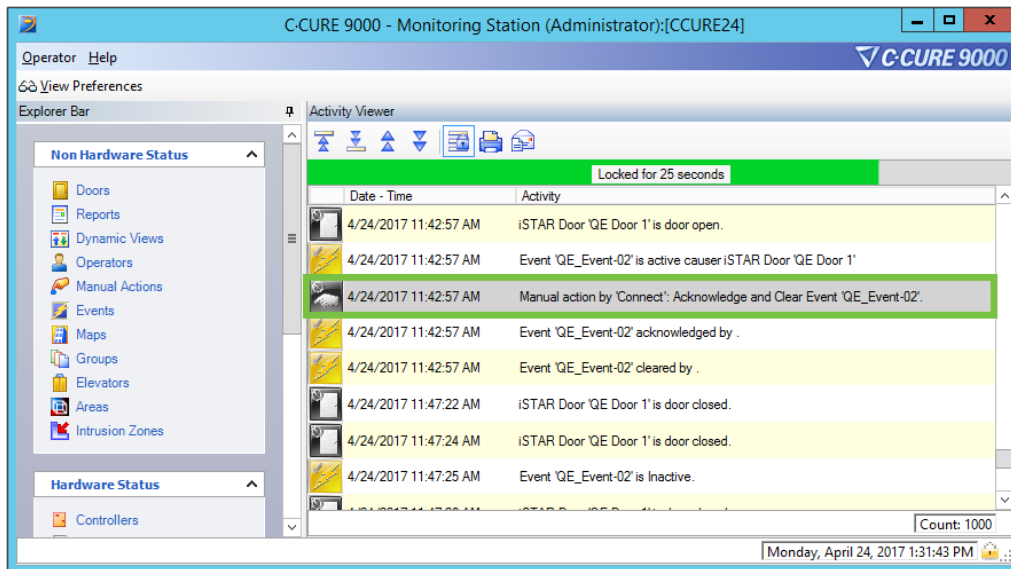 C•CURE 9000 - Monitoring Station (Administrator):[CCURE24]
Operator Help
C•CURE 9000
View Preferences
Explorer Bar
Activity Viewer
Non Hardware Status
Doors
Reports
Dynamic Views
Operators
Manual Actions
Events
Maps
Groups
Elevators
Areas
Intrusion Zones
Hardware Status
Controllers
Locked for 25 seconds
Date - Time Activity
4/24/2017 11:42:57 AM iSTAR Door 'QE Door 1' is door open.
4/24/2017 11:42:57 AM Event 'QE_Event-02' is active causer iSTAR Door 'QE Door 1'
4/24/2017 11:42:57 AM Manual action by 'Connect': Acknowledge and Clear Event 'QE_Event-02'.
4/24/2017 11:42:57 AM Event 'QE_Event-02' acknowledged by .
4/24/2017 11:42:57 AM Event 'QE_Event-02' cleared by .
4/24/2017 11:47:22 AM iSTAR Door 'QE Door 1' is door closed.
4/24/2017 11:47:24 AM iSTAR Door 'QE Door 1' is door closed.
4/24/2017 11:47:25 AM Event 'QE_Event-02' is Inactive.
Count: 1000
Monday, April 24, 2017 1:31:43 PM